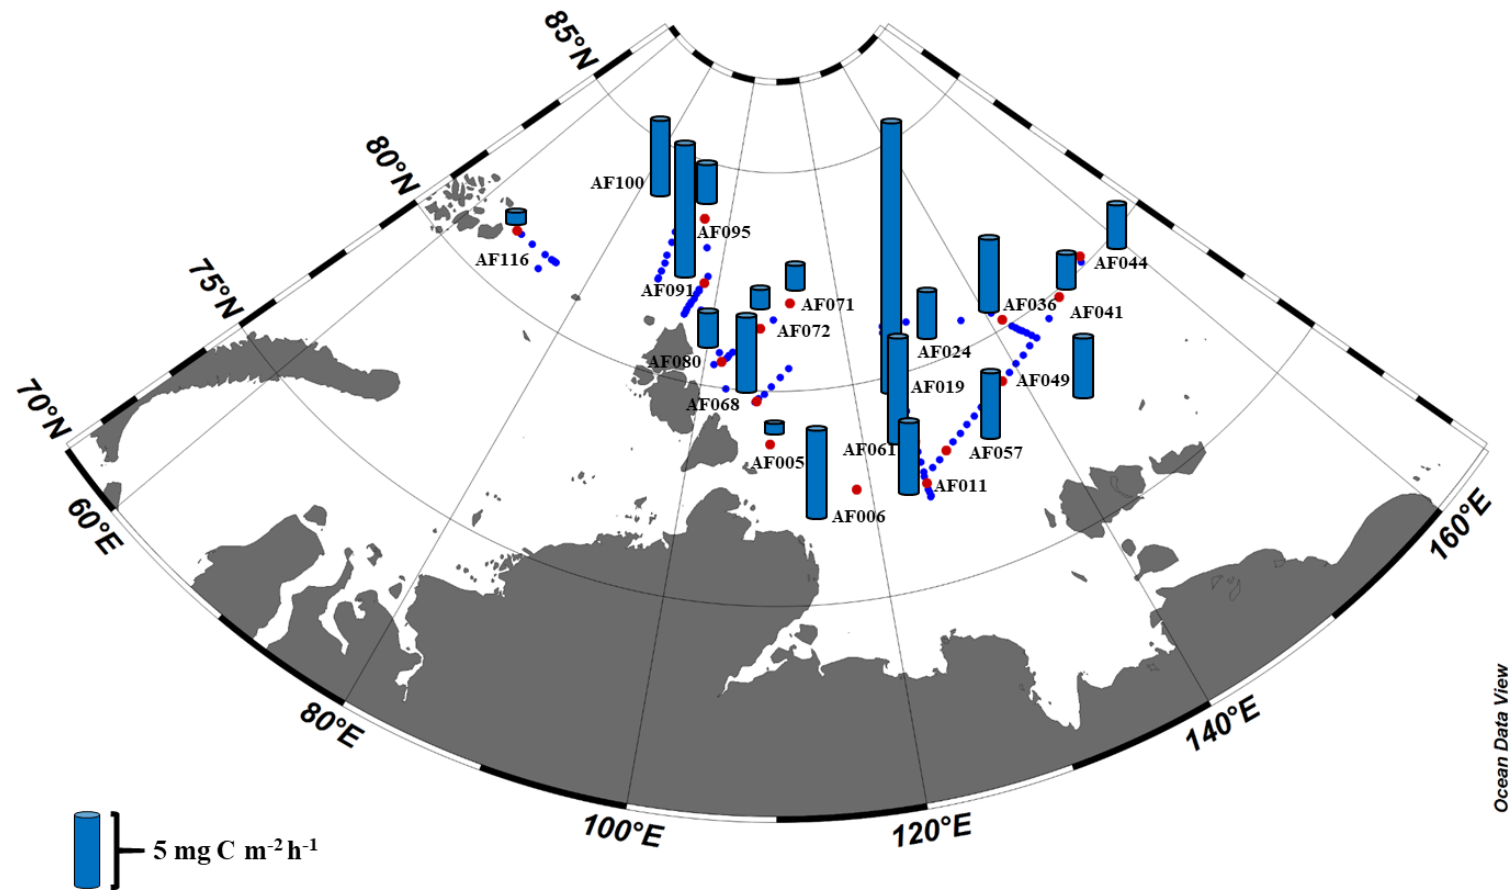 85°N
80°N
75°N
70°N
60°E
80°E
100°E
120°E
140°E
160°E
AF100
AF095
AF116
AF091
AF071
AF072
AF080
AF068
AF005
AF006
AF044
AF036
AF041
AF024
AF019
AF049
AF061
AF057
AF011
Ocean Data View
5 mg C m⁻² h⁻¹